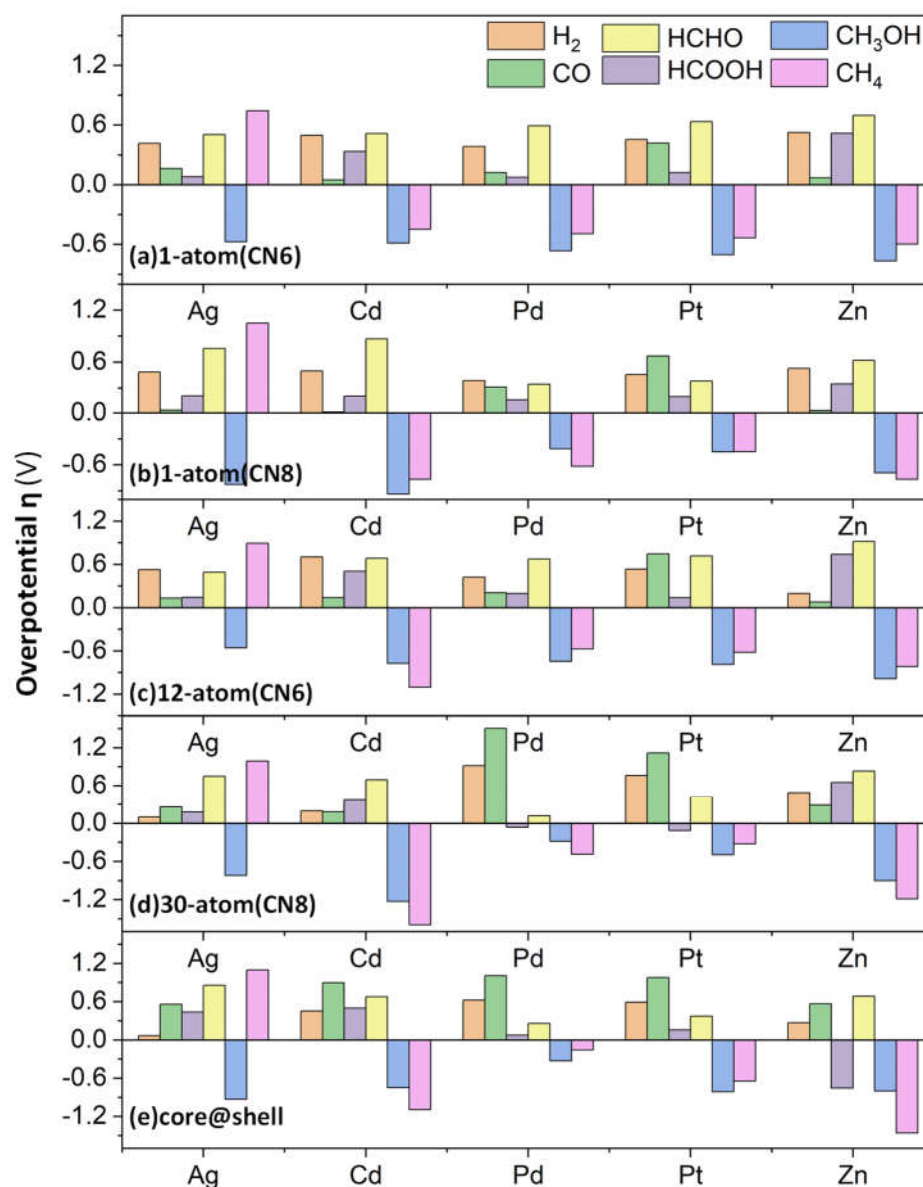 H2 HCHO CH3OH
CO HCOOH CH4
1.2
0.6
0.0
-0.6
(a)1-atom(CN6)
Ag Cd Pd Pt Zn
1.2
0.6
0.0
-0.6
(b)1-atom(CN8)
Ag Cd Pd Pt Zn
1.2
0.6
0.0
-0.6
-1.2
(c)12-atom(CN6)
Ag Cd Pd Pt Zn
1.2
0.6
0.0
-0.6
-1.2
(d)30-atom(CN8)
Ag Cd Pd Pt Zn
1.2
0.6
0.0
-0.6
-1.2
(e)core@shell
Ag Cd Pd Pt Zn
Overpotential η (V)